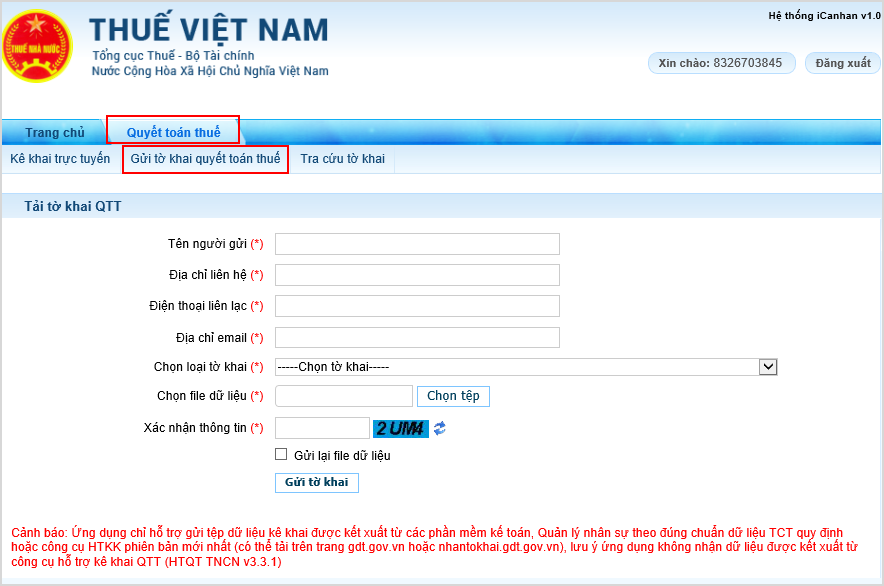 Hệ thống iCanhan v1.0
THUẾ NHÀ NƯỚC
THUẾ VIỆT NAM
Tổng cục Thuế - Bộ Tài chính
Nước Cộng Hòa Xã Hội Chủ Nghĩa Việt Nam
Xin chào: 8326703845 Đăng xuất
Trang chủ Quyết toán thuế
Kê khai trực tuyến Gửi tờ khai quyết toán thuế Tra cứu tờ khai
Tải tờ khai QTT
Tên người gửi (*)
Địa chỉ liên hệ (*)
Điện thoại liên lạc (*)
Địa chỉ email (*)
Chọn loại tờ khai (*) -----Chọn tờ khai-----
Chọn file dữ liệu (*) Chọn tệp
Xác nhận thông tin (*) 2UM4
Gửi lại file dữ liệu
Gửi tờ khai
Cảnh báo: Ứng dụng chỉ hỗ trợ gửi tệp dữ liệu kê khai được kết xuất từ các phần mềm kế toán, Quản lý nhân sự theo đúng chuẩn dữ liệu TCT quy định
hoặc công cụ HTKK phiên bản mới nhất (có thể tải trên trang gdt.gov.vn hoặc nhantokhai.gdt.gov.vn), lưu ý ứng dụng không nhận dữ liệu được kết xuất từ
công cụ hỗ trợ kê khai QTT (HTQT TNCN v3.3.1)